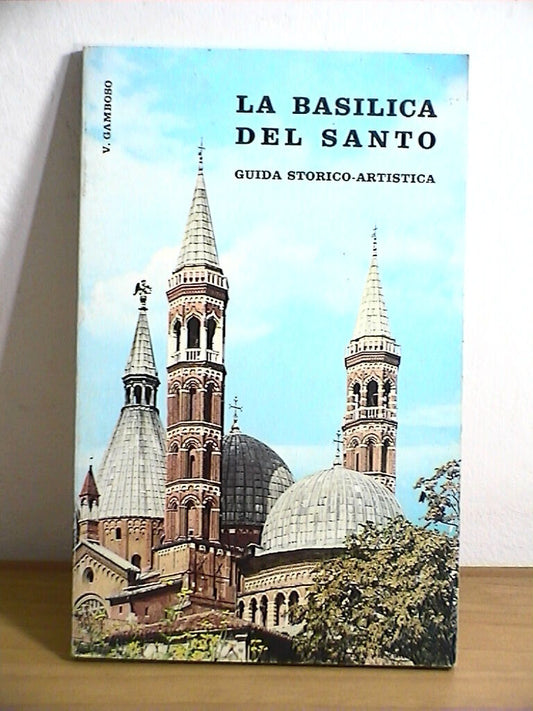 V. GAMBOSO
LA BASILICA
DEL SANTO
GUIDA STORICO-ARTISTICA